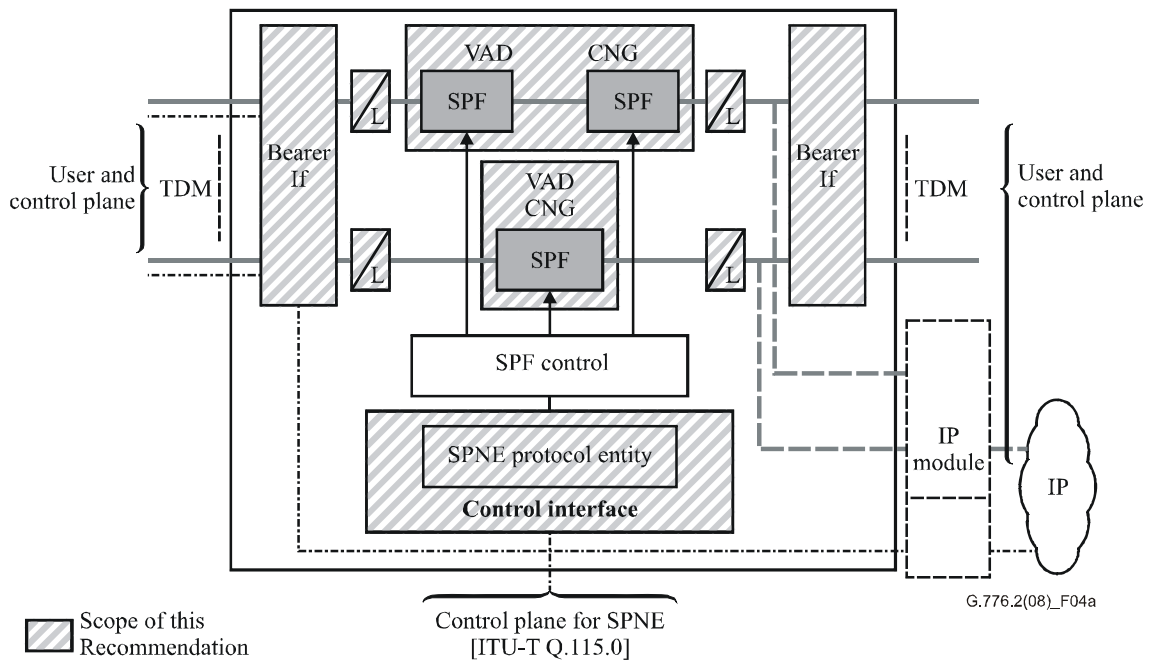 VAD
CNG
SPF
SPF
L
L
Bearer
If
Bearer
If
User and
control plane
TDM
TDM
User and
control plane
VAD
CNG
SPF
L
L
SPF control
SPNE protocol entity
Control interface
IP
module
IP
G.776.2(08)_F04a
Scope of this
Recommendation
Control plane for SPNE
[ITU-T Q.115.0]